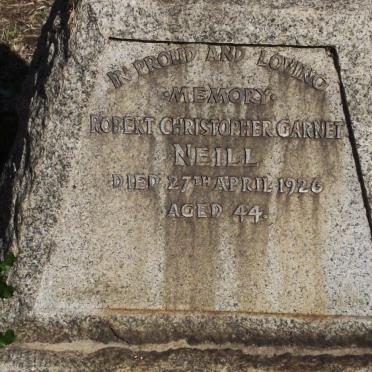 IN PROUD AND LOVING
·MEMORY·
ROBERT CHRISTOPHER GARNET
NEILL
DIED 27TH APRIL 1926
AGED 44.